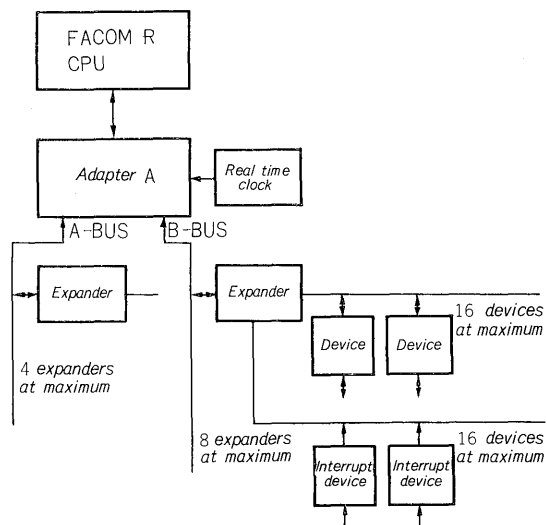 FACOM R
CPU
Adapter A
Real time
clock
A-BUS
B-BUS
Expander
Expander
16 devices
at maximum
Device
Device
4 expanders
at maximum
8 expanders
at maximum
16 devices
at maximum
Interrupt
device
Interrupt
device